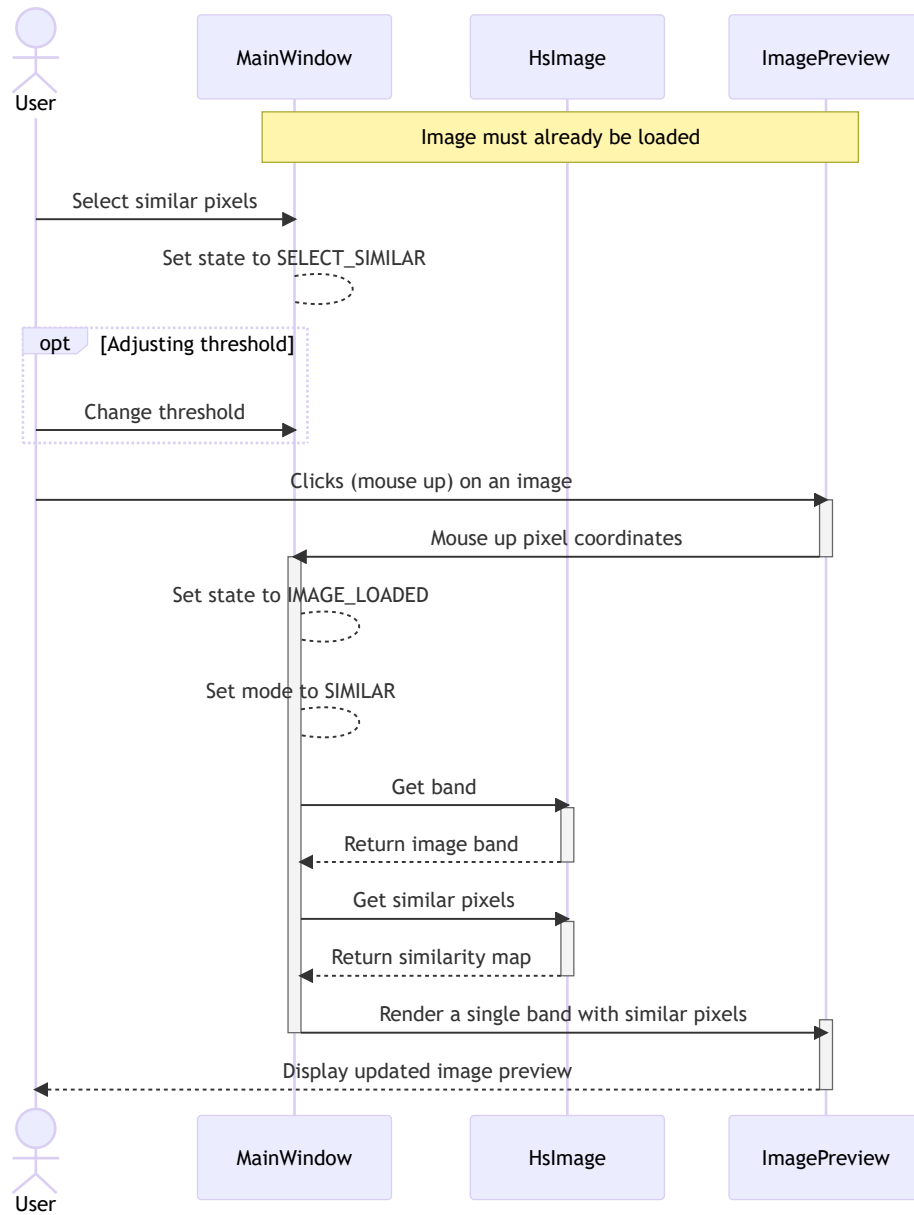 User
MainWindow
HsImage
ImagePreview
Image must already be loaded
Select similar pixels
Set state to SELECT_SIMILAR
opt [Adjusting threshold]
Change threshold
Clicks (mouse up) on an image
Mouse up pixel coordinates
Set state to IMAGE_LOADED
Set mode to SIMILAR
Get band
Return image band
Get similar pixels
Return similarity map
Render a single band with similar pixels
Display updated image preview
User
MainWindow
HsImage
ImagePreview